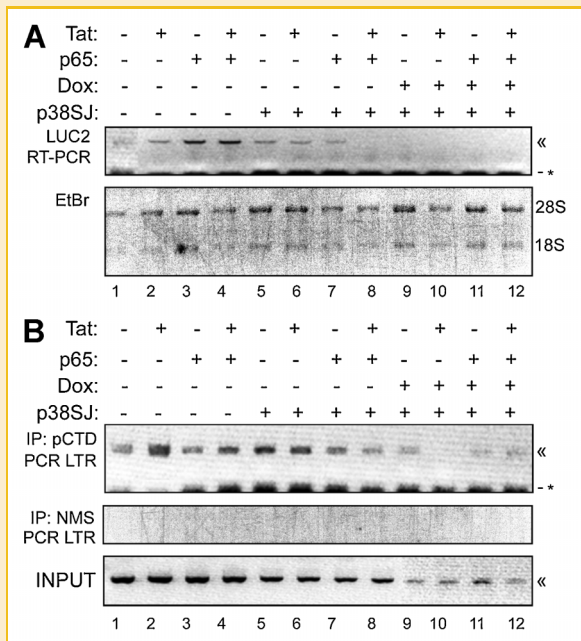 A
Tat: - + - + - + - + - + - +
p65: - - + + - - + + - - + +
Dox: - - - - - - - - + + + +
p38SJ: - - - - + + + + + + + +
LUC2
RT-PCR
«
- *
EtBr
28S
18S
1 2 3 4 5 6 7 8 9 10 11 12
B
Tat: - + - + - + - + - + - +
p65: - - + + - - + + - - + +
Dox: - - - - - - - - + + + +
p38SJ: - - - - + + + + + + + +
IP: pCTD
PCR LTR
«
- *
IP: NMS
PCR LTR
INPUT
«
1 2 3 4 5 6 7 8 9 10 11 12